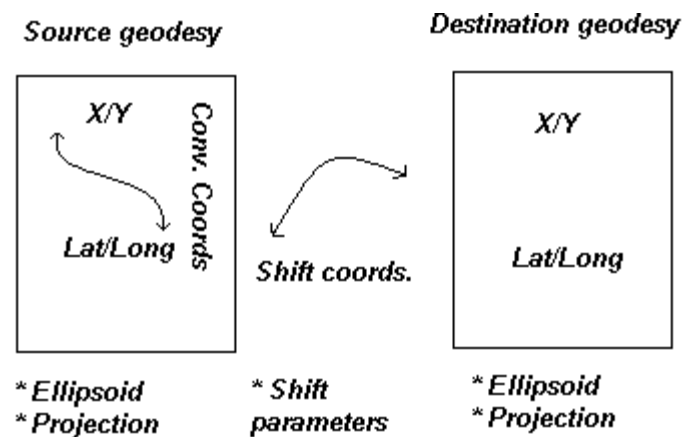 Source geodesy
Destination geodesy
X/Y
Conv. Coords
Lat/Long
Shift coords.
X/Y
Lat/Long
* Ellipsoid
* Projection
* Shift
parameters
* Ellipsoid
* Projection